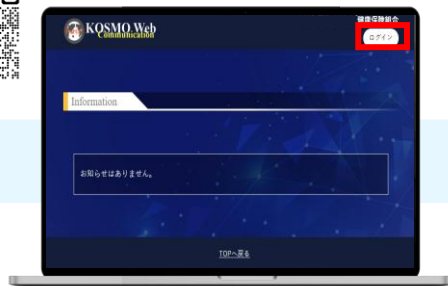 健康保険組合
KOSMO Web
Communication
ログイン
Information
お知らせはありません。
TOPへ戻る